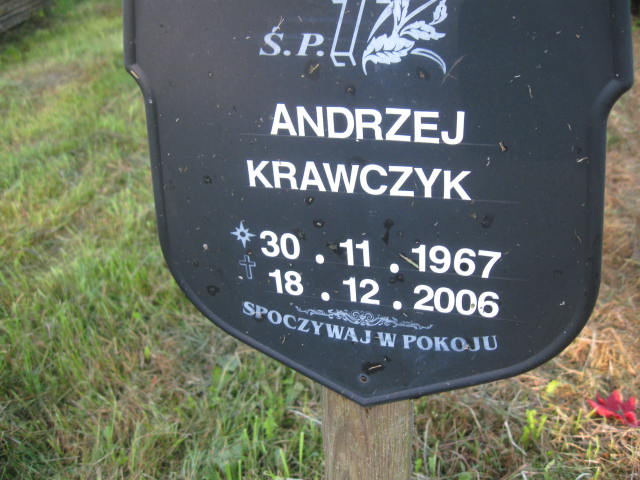 Ś.P.
ANDRZEJ
KRAWCZYK
30 . 11 . 1967
18 . 12 . 2006
SPOCZYWAJ W POKOJU